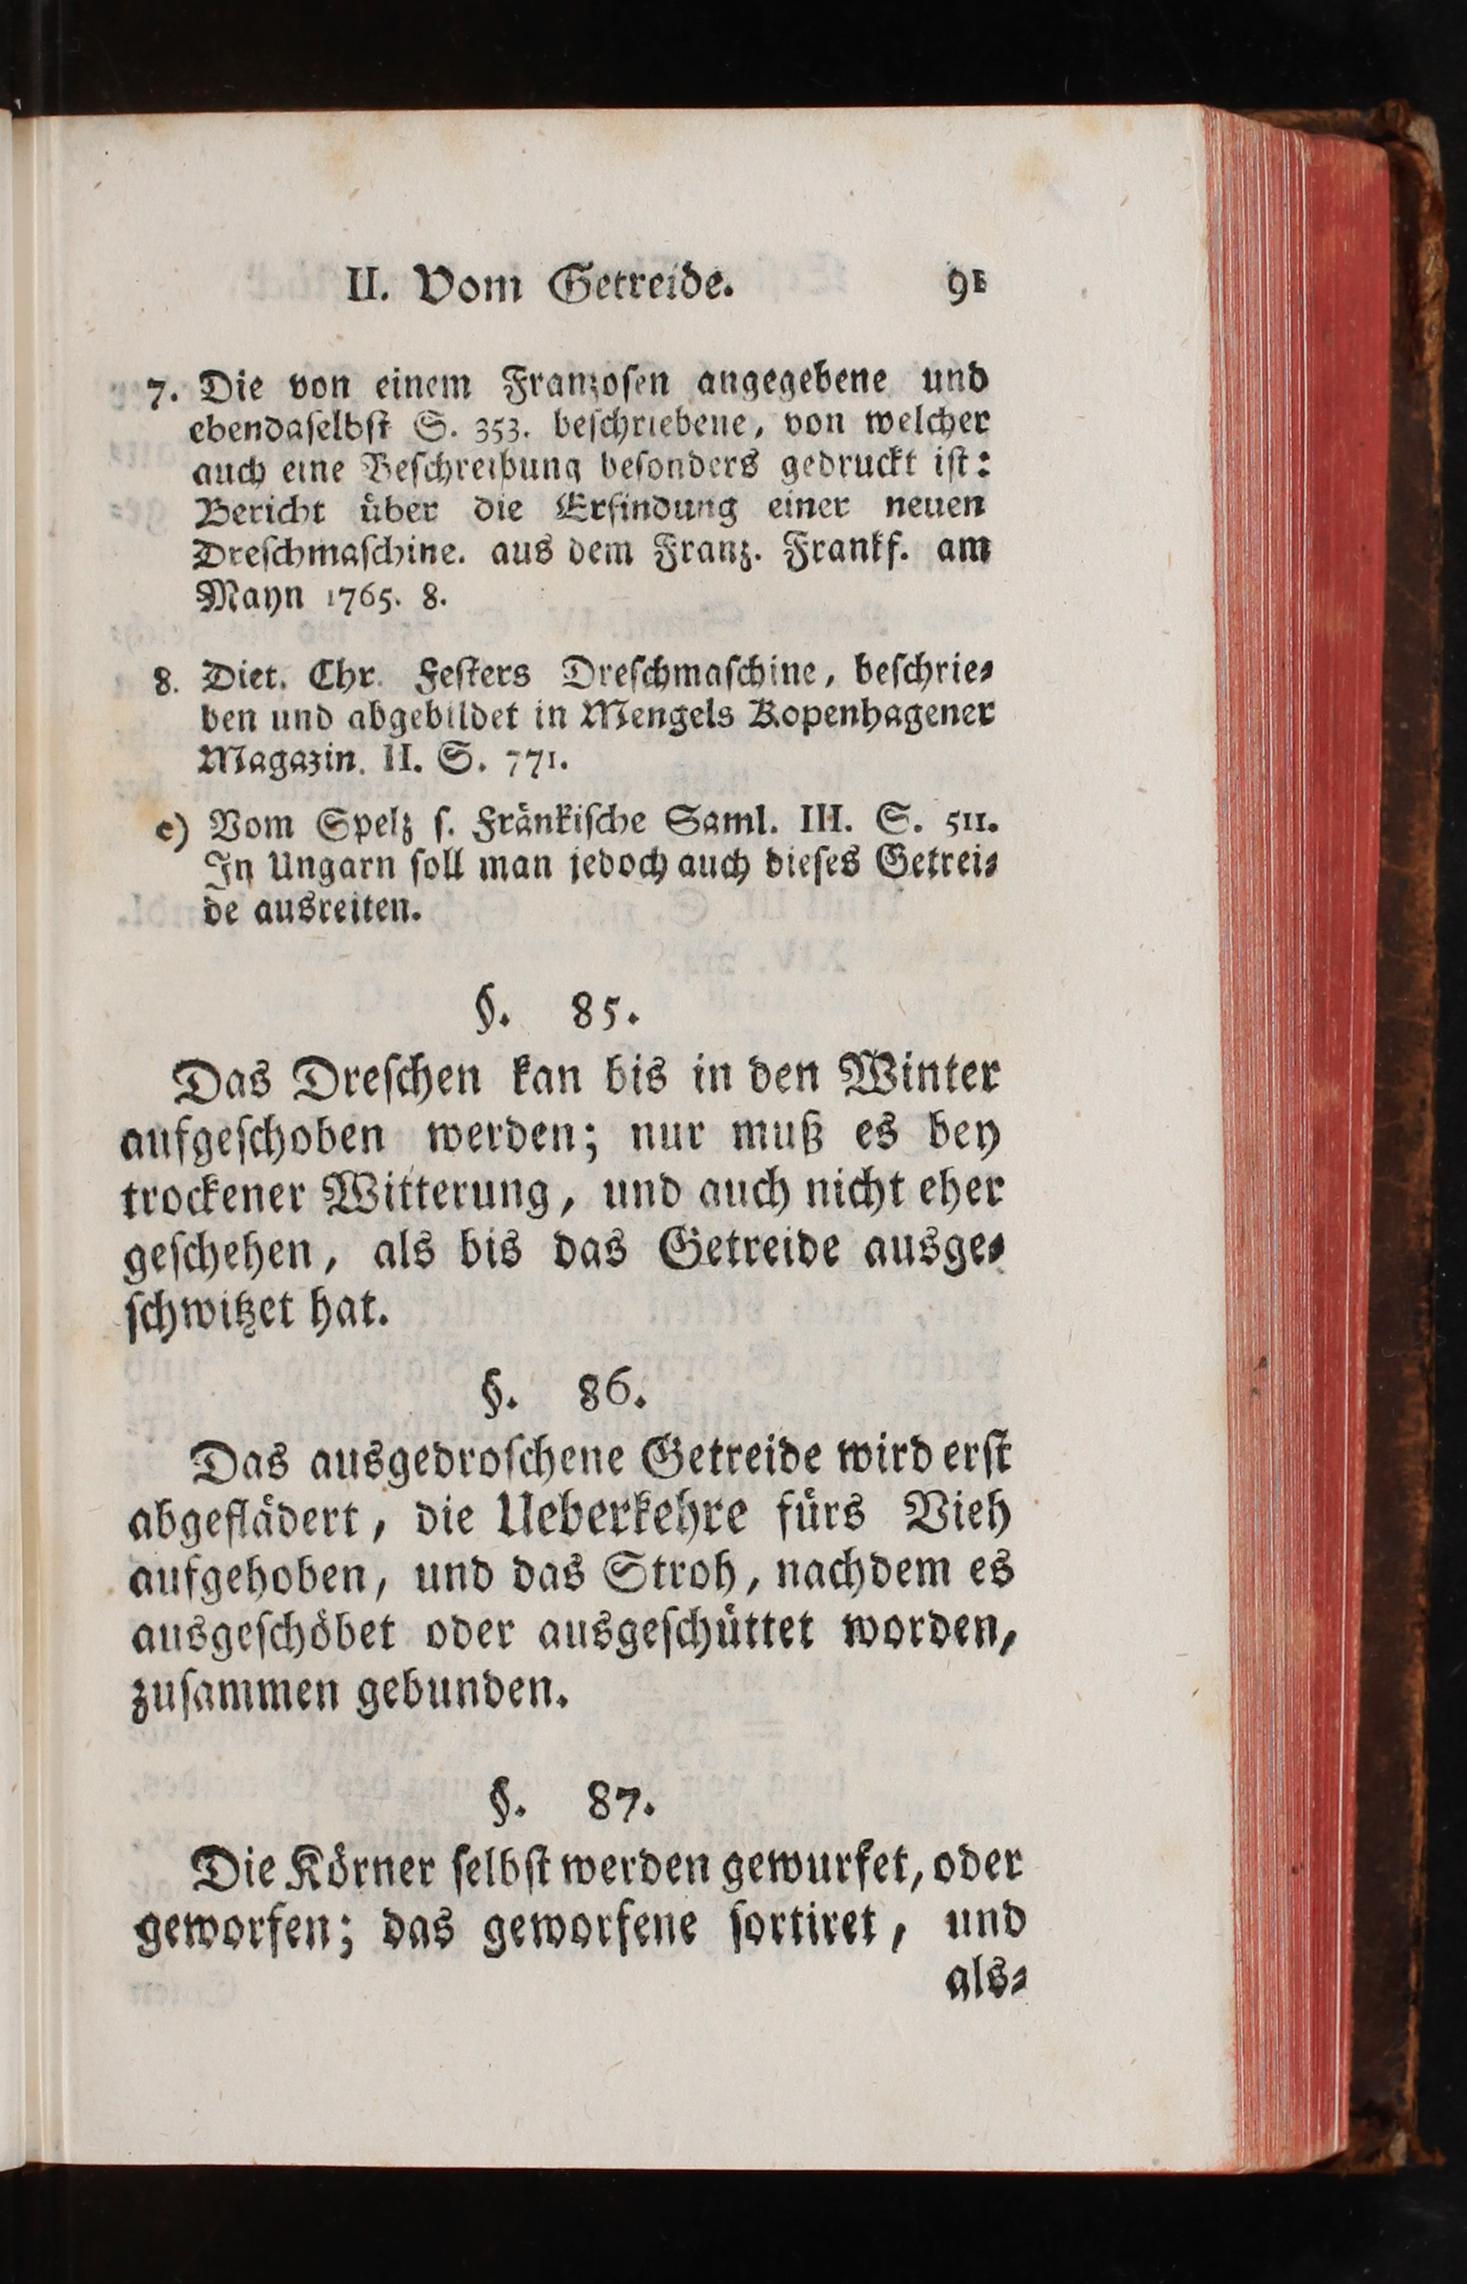 II. Vom Getreide. 91
7. Die von einem Franzosen angegebene und
ebendaselbst S. 353. beschriebene, von welcher
auch eine Beschreibung besonders gedruckt ist:
Bericht über die Erfindung einer neuen
Dreschmaschine. aus dem Franz. Frankf. am
Mayn 1765. 8.
8. Diet. Chr. Festers Dreschmaschine, beschrie-
ben und abgebildet in Mengels Kopenhagener
Magazin. II. S. 771.
e) Vom Spelz s. Fränkische Saml. III. S. 511.
In Ungarn soll man jedoch auch dieses Getrei-
de ausreiten.
§. 85.
Das Dreschen kan bis in den Winter
aufgeschoben werden; nur muß es bey
trockener Witterung, und auch nicht eher
geschehen, als bis das Getreide ausge-
schwitzet hat.
§. 86.
Das ausgedroschene Getreide wird erst
abgeflädert, die Ueberkehre fürs Vieh
aufgehoben, und das Stroh, nachdem es
ausgeschöbet oder ausgeschüttet worden,
zusammen gebunden.
§. 87.
Die Körner selbst werden gewurfet, oder
geworfen; das geworfene sortiret, und
als-